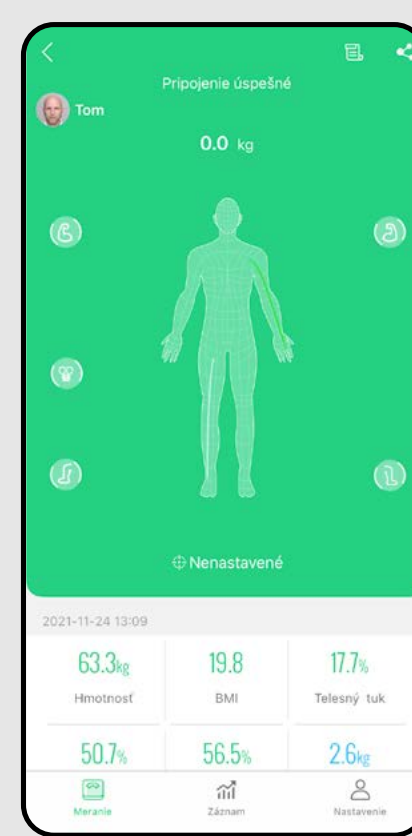 Pripojenie úspešné
Tom
0.0 kg
Nenastavené
2021-11-24 13:09
63.3kg 19.8 17.7%
Hmotnosť BMI Telesný tuk
50.7% 56.5% 2.6kg
Meranie Záznam Nastavenie